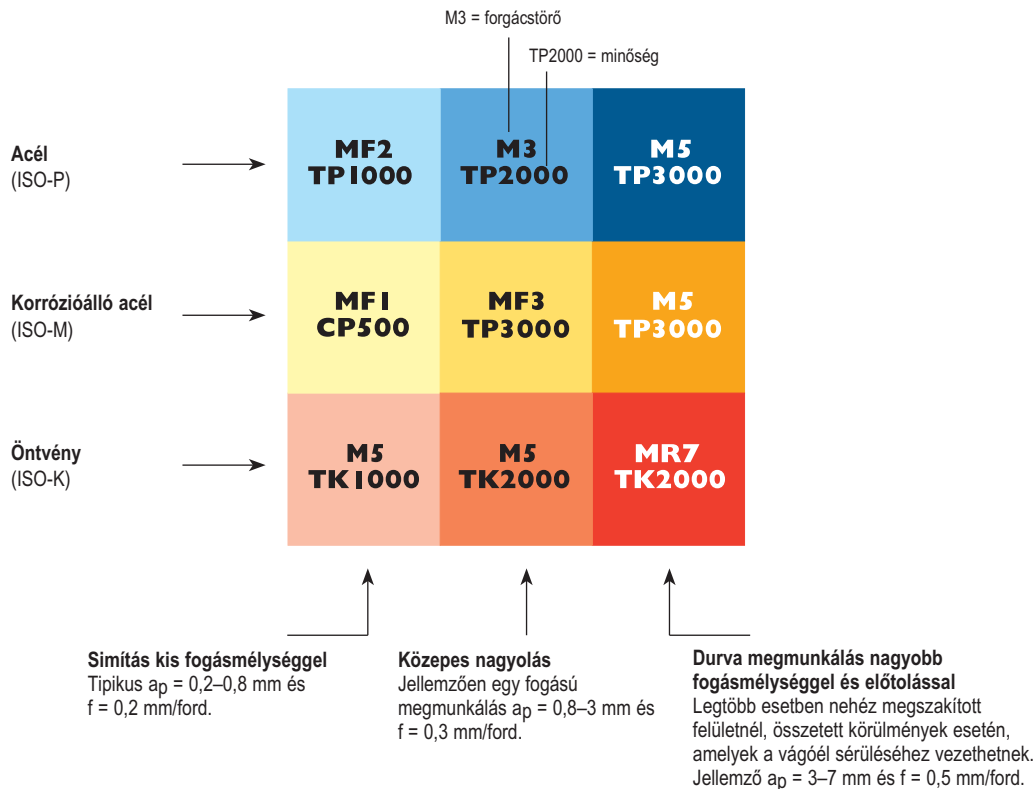 M3 = forgácstörő
TP2000 = minőség
Acél
(ISO-P)
MF2
TP1000
M3
TP2000
M5
TP3000
Korrózióálló acél
(ISO-M)
MF1
CP500
MF3
TP3000
M5
TP3000
Öntvény
(ISO-K)
M5
TK1000
M5
TK2000
MR7
TK2000
Simítás kis fogásmélységgel
Tipikus ap = 0,2–0,8 mm és
f = 0,2 mm/ford.
Közepes nagyolás
Jellemzően egy fogású
megmunkálás ap = 0,8–3 mm és
f = 0,3 mm/ford.
Durva megmunkálás nagyobb
fogásmélységgel és előtolással
Legtöbb esetben nehéz megszakított
felületnél, összetett körülmények esetén,
amelyek a vágóél sérüléséhez vezethetnek.
Jellemző ap = 3–7 mm és f = 0,5 mm/ford.